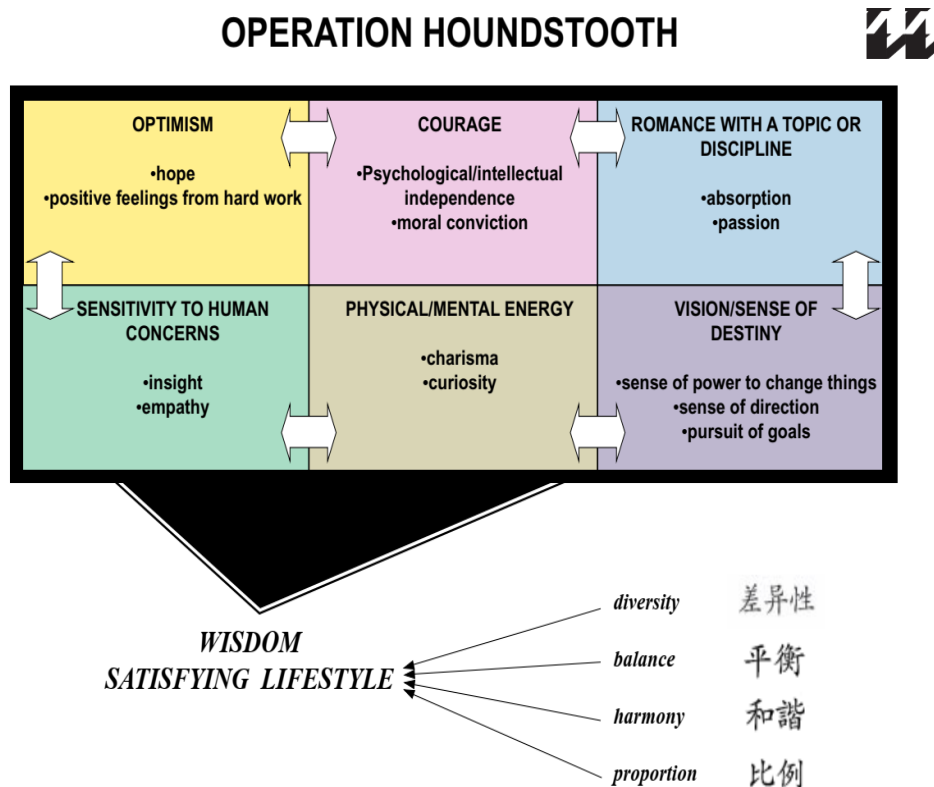 OPERATION HOUNDSTOOTH
OPTIMISM
•hope
•positive feelings from hard work
COURAGE
•Psychological/intellectual
independence
•moral conviction
ROMANCE WITH A TOPIC OR
DISCIPLINE
•absorption
•passion
SENSITIVITY TO HUMAN
CONCERNS
•insight
•empathy
PHYSICAL/MENTAL ENERGY
•charisma
•curiosity
VISION/SENSE OF
DESTINY
•sense of power to change things
•sense of direction
•pursuit of goals
WISDOM
SATISFYING LIFESTYLE
diversity 差异性
balance 平衡
harmony 和諧
proportion 比例